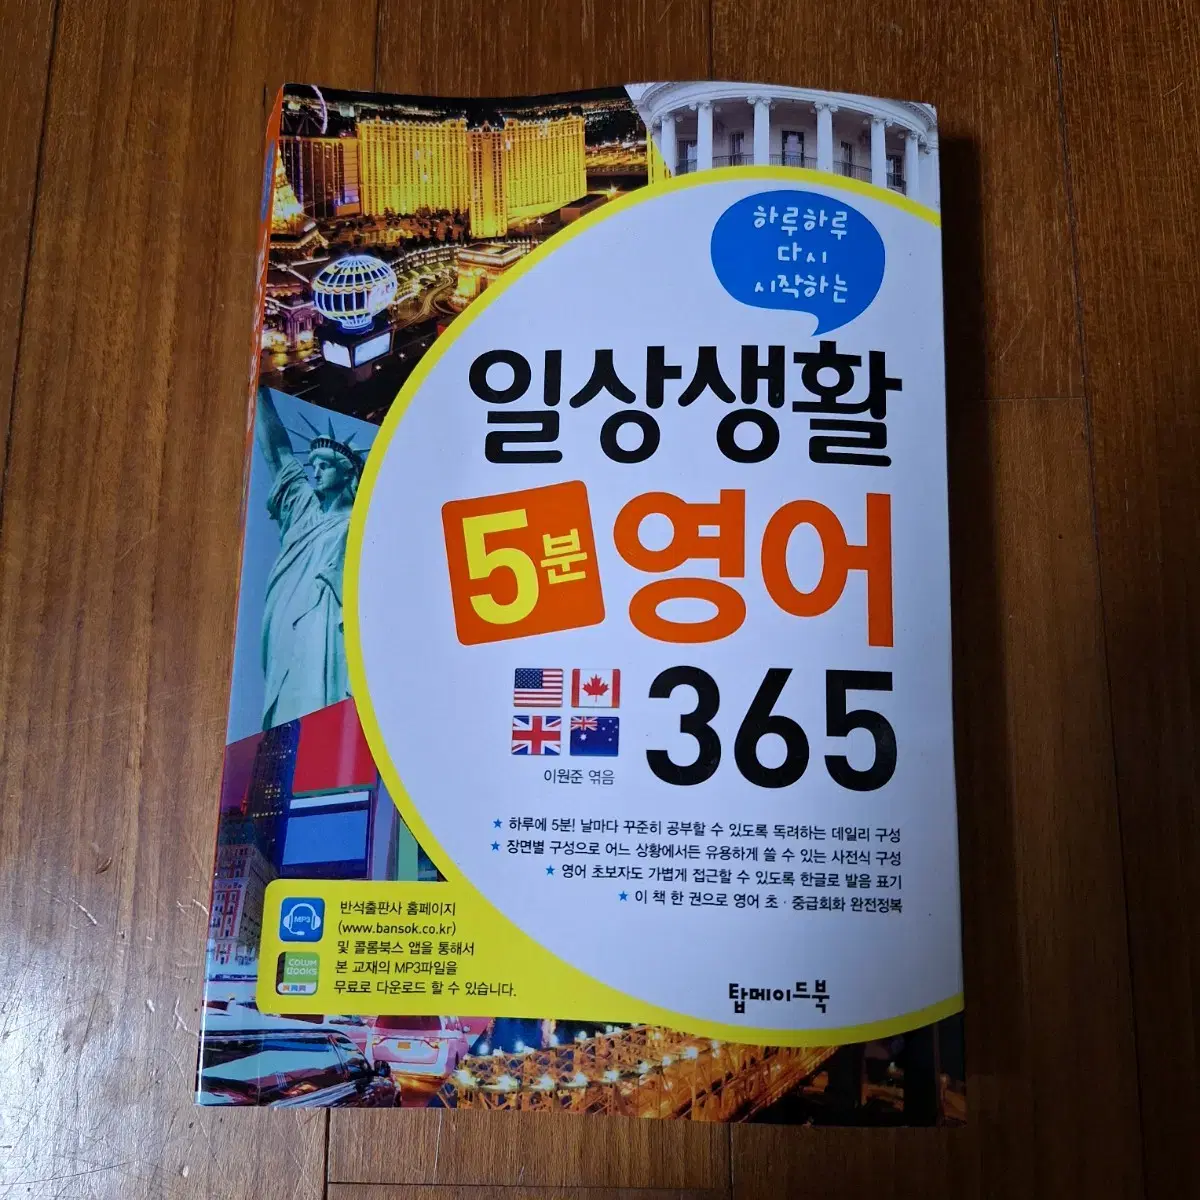 하루하루
다시
시작하는
일상생활
5분 영어
365
이원준 엮음
★ 하루에 5분! 날마다 꾸준히 공부할 수 있도록 독려하는 데일리 구성
★ 장면별 구성으로 어느 상황에서든 유용하게 쓸 수 있는 사전식 구성
★ 영어 초보자도 가볍게 접근할 수 있도록 한글로 발음 표기
★ 이 책 한 권으로 영어 초·중급회화 완전정복
MP3
COLUM
BOOKS
반석출판사 홈페이지
(www.bansok.co.kr)
및 콜롬북스 앱을 통해서
본 교재의 MP3파일을
무료로 다운로드 할 수 있습니다.
탑메이드북